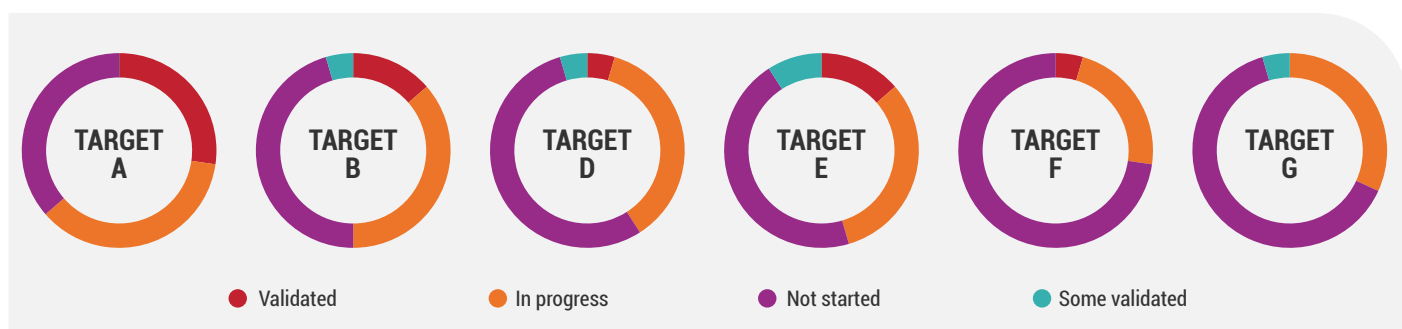 TARGET
A
TARGET
B
TARGET
D
TARGET
E
TARGET
F
TARGET
G
Validated
In progress
Not started
Some validated